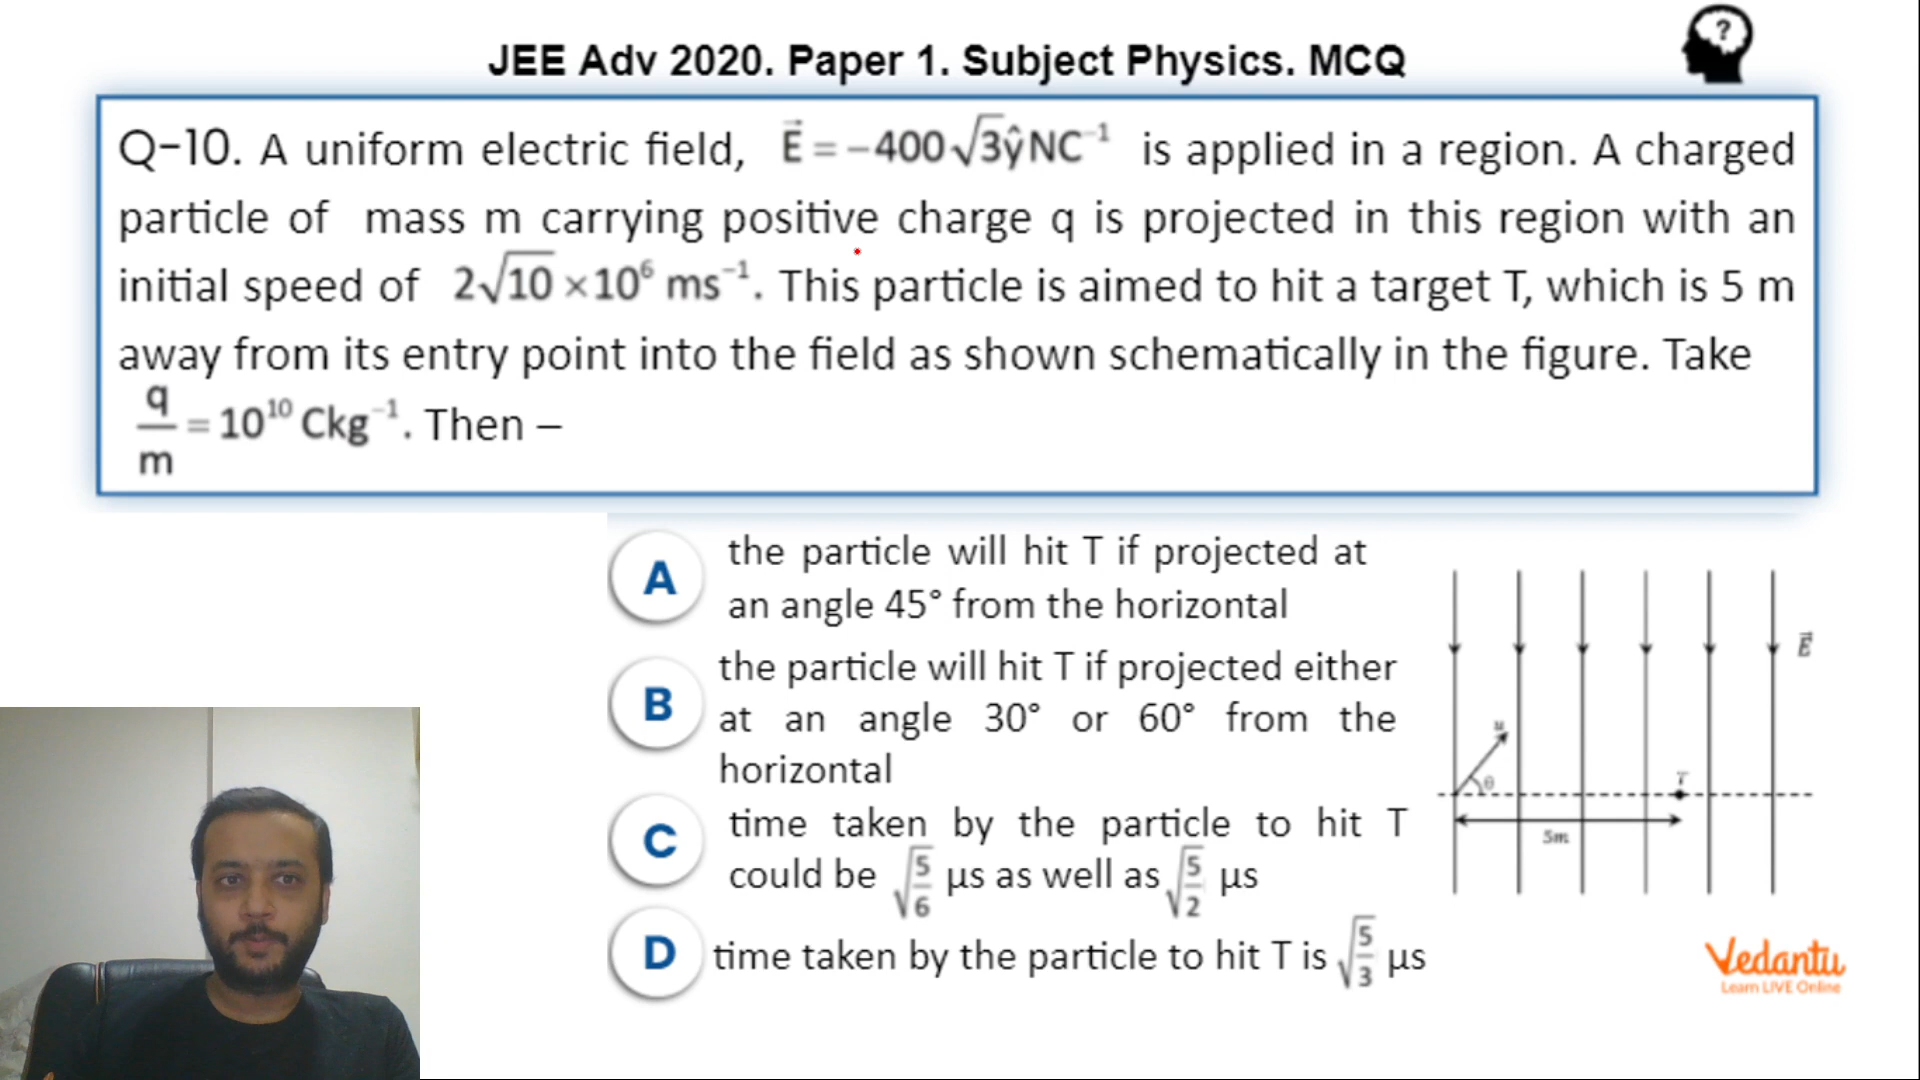 ?
JEE Adv 2020. Paper 1. Subject Physics. MCQ
Q-10. A uniform electric field, E⃗ = −400√3ŷ NC⁻¹ is applied in a region. A charged
particle of mass m carrying positive charge q is projected in this region with an
initial speed of 2√10 ×10⁶ ms⁻¹. This particle is aimed to hit a target T, which is 5 m
away from its entry point into the field as shown schematically in the figure. Take
q/m = 10¹⁰ Ckg⁻¹. Then –
A the particle will hit T if projected at
an angle 45° from the horizontal
B the particle will hit T if projected either
at an angle 30° or 60° from the
horizontal
C time taken by the particle to hit T
could be √(5/6) µs as well as √(5/2) µs
D time taken by the particle to hit T is √(5/3) µs
E⃗
u
θ
T
5m
Vedantu
Learn LIVE Online